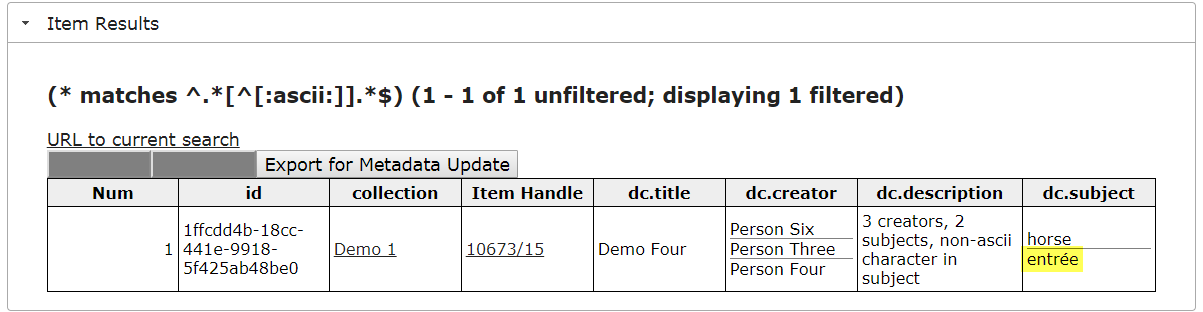 Item Results
(* matches ^.*[^[:ascii:]].*$) (1 - 1 of 1 unfiltered; displaying 1 filtered)
URL to current search
Export for Metadata Update
Num id collection Item Handle dc.title dc.creator dc.description dc.subject
1
1ffcdd4b-18cc-
441e-9918-
5f425ab48be0
Demo 1
10673/15
Demo Four
Person Six
Person Three
Person Four
3 creators, 2
subjects, non-ascii
character in
subject
horse
entrée